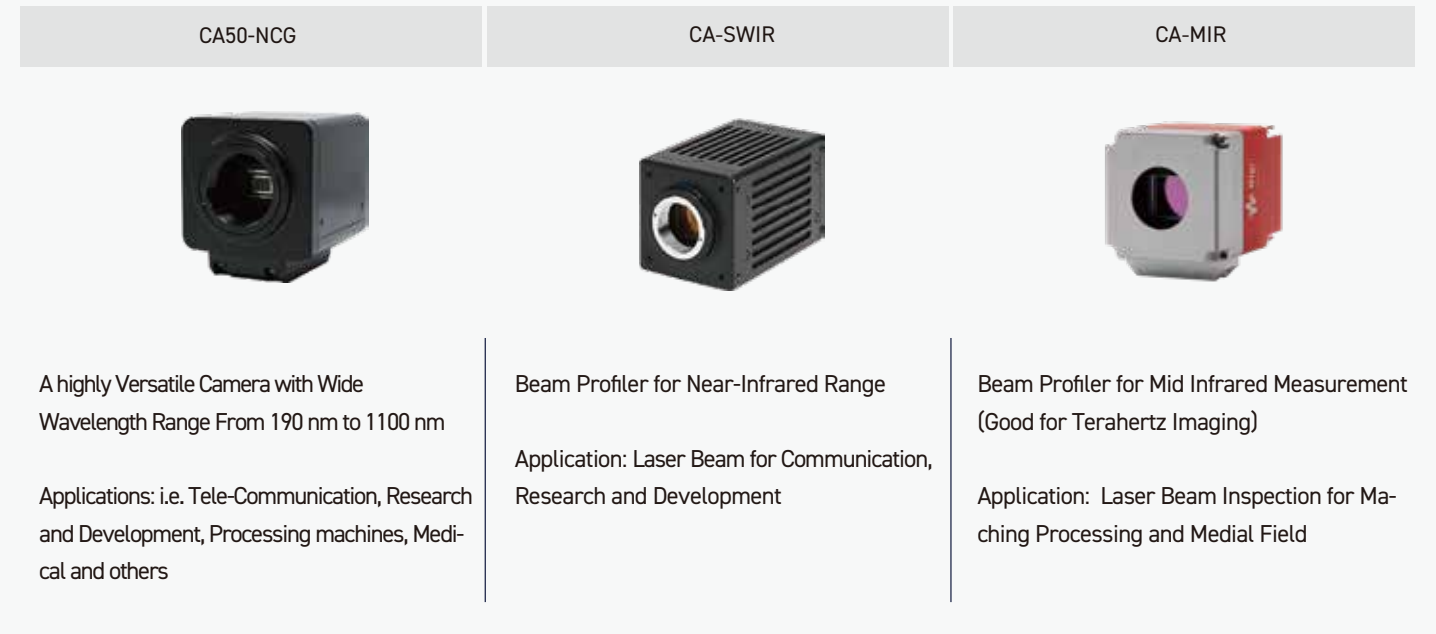 CA50-NCG
CA-SWIR
CA-MIR
A highly Versatile Camera with Wide
Wavelength Range From 190 nm to 1100 nm
Applications: i.e. Tele-Communication, Research
and Development, Processing machines, Medi-
cal and others
Beam Profiler for Near-Infrared Range
Application: Laser Beam for Communication,
Research and Development
Beam Profiler for Mid Infrared Measurement
(Good for Terahertz Imaging)
Application: Laser Beam Inspection for Ma-
ching Processing and Medial Field